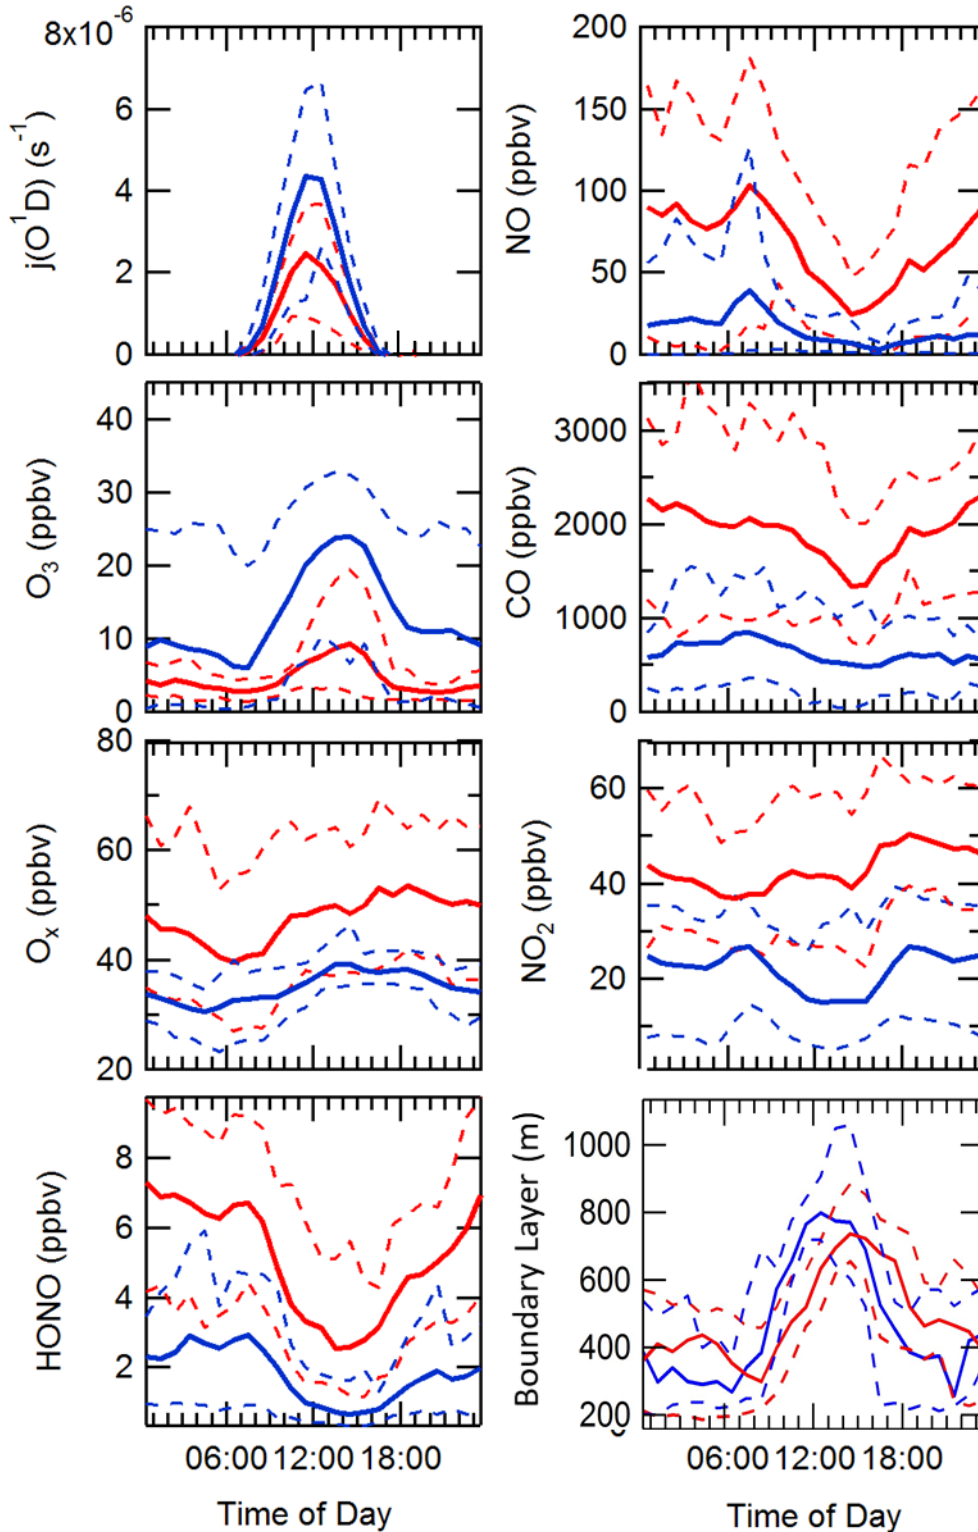 8x10⁻⁶
6
4
2
0
j(O¹D) (s⁻¹)
200
150
100
50
0
NO (ppbv)
40
30
20
10
0
O₃ (ppbv)
3000
2000
1000
0
CO (ppbv)
80
60
40
20
Oₓ (ppbv)
60
40
20
NO₂ (ppbv)
8
6
4
2
HONO (ppbv)
06:00 12:00 18:00
Time of Day
1000
800
600
400
200
Boundary Layer (m)
06:00 12:00 18:00
Time of Day